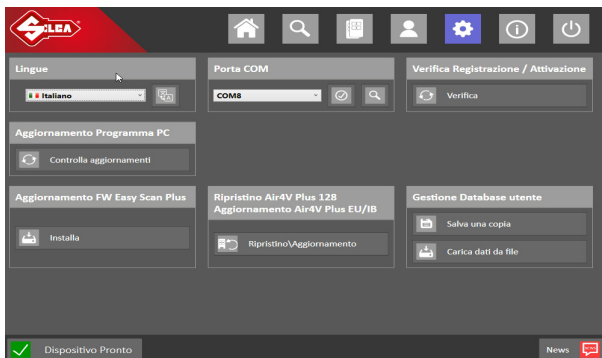 SILCA
Lingue
Italiano
Porta COM
COM8
Verifica Registrazione / Attivazione
Verifica
Aggiornamento Programma PC
Controlla aggiornamenti
Aggiornamento FW Easy Scan Plus
Installa
Ripristino Air4V Plus 128
Aggiornamento Air4V Plus EU/IB
Ripristino\Aggiornamento
Gestione Database utente
Salva una copia
Carica dati da file
Dispositivo Pronto
News